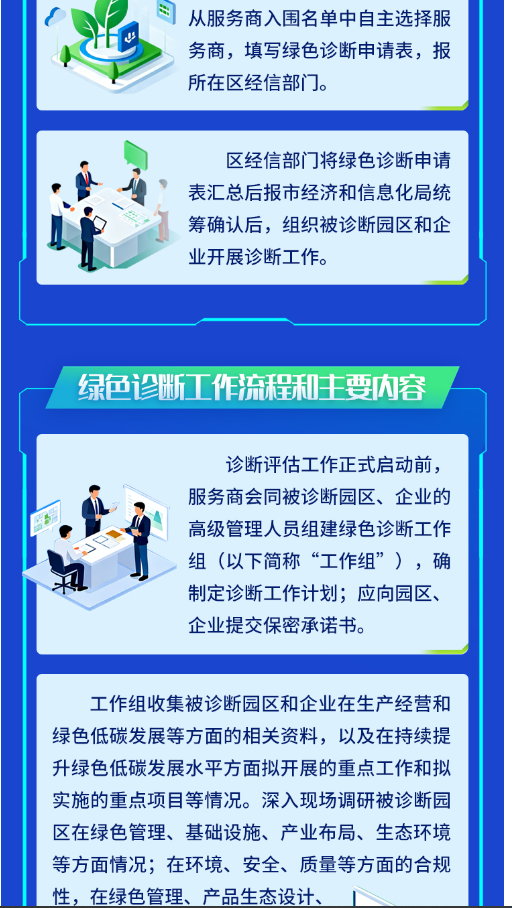 从服务商入围名单中自主选择服
务商，填写绿色诊断申请表，报
所在区经信部门。
区经信部门将绿色诊断申请
表汇总后报市经济和信息化局统
筹确认后，组织被诊断园区和企
业开展诊断工作。
绿色诊断工作流程和主要内容
诊断评估工作正式启动前，
服务商会同被诊断园区、企业的
高级管理人员组建绿色诊断工作
组（以下简称“工作组”），确
制定诊断工作计划；应向园区、
企业提交保密承诺书。
工作组收集被诊断园区和企业在生产经营和
绿色低碳发展等方面的相关资料，以及在持续提
升绿色低碳发展水平方面拟开展的重点工作和拟
实施的重点项目等情况。深入现场调研被诊断园
区在绿色管理、基础设施、产业布局、生态环境
等方面情况；在环境、安全、质量等方面的合规
性，在绿色管理、产品生态设计、